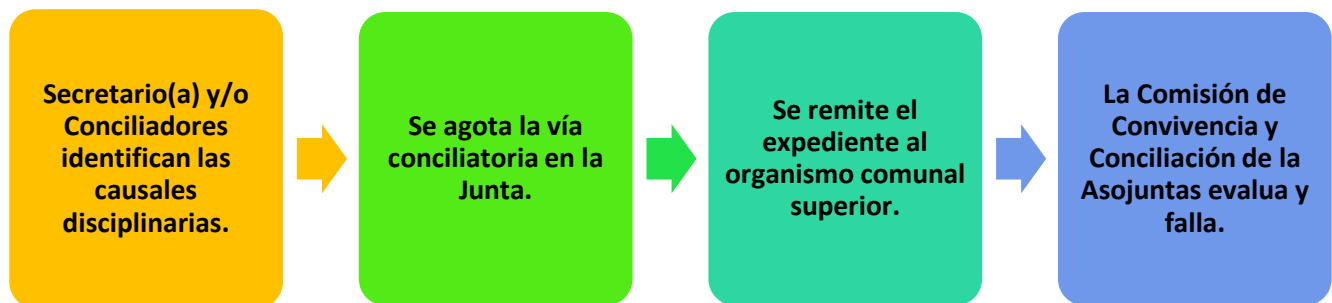 Secretario(a) y/o
Conciliadores
identifican las
causales
disciplinarias.
Se agota la vía
conciliatoria en la
Junta.
Se remite el
expediente al
organismo comunal
superior.
La Comisión de
Convivencia y
Conciliación de la
Asojuntas evalua y
falla.